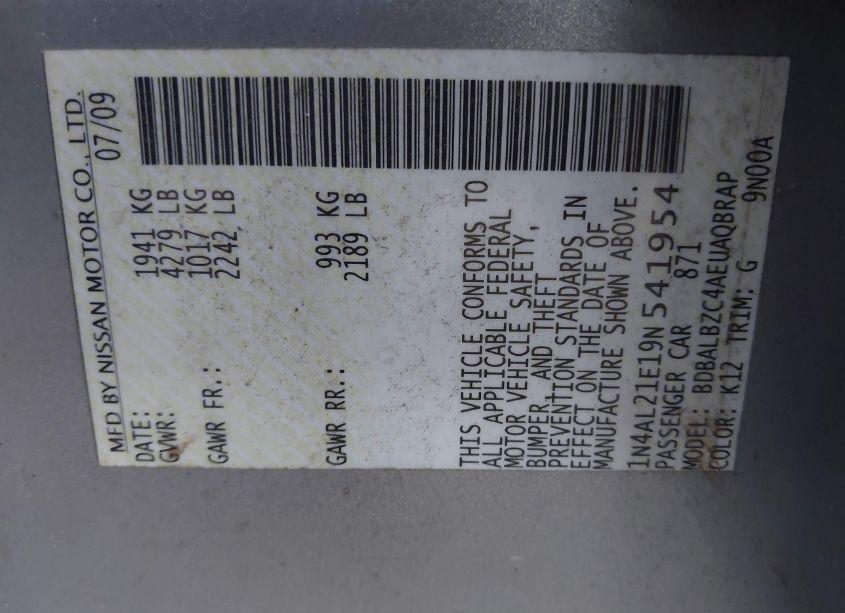 MFD BY NISSAN MOTOR CO., LTD.
DATE: 07/09
GVWR: 1941 KG
4279 LB
GAWR FR.: 1017 KG
2242 LB
GAWR RR.: 993 KG
2189 LB
THIS VEHICLE CONFORMS TO
ALL APPLICABLE FEDERAL
MOTOR VEHICLE SAFETY,
BUMPER, AND THEFT
PREVENTION STANDARDS IN
EFFECT ON THE DATE OF
MANUFACTURE SHOWN ABOVE.
1N4AL21E19N541954
PASSENGER CAR 871
MODEL: BDBALBZC4AEUAQBRAP
COLOR: K12 TRIM: G 9N00A